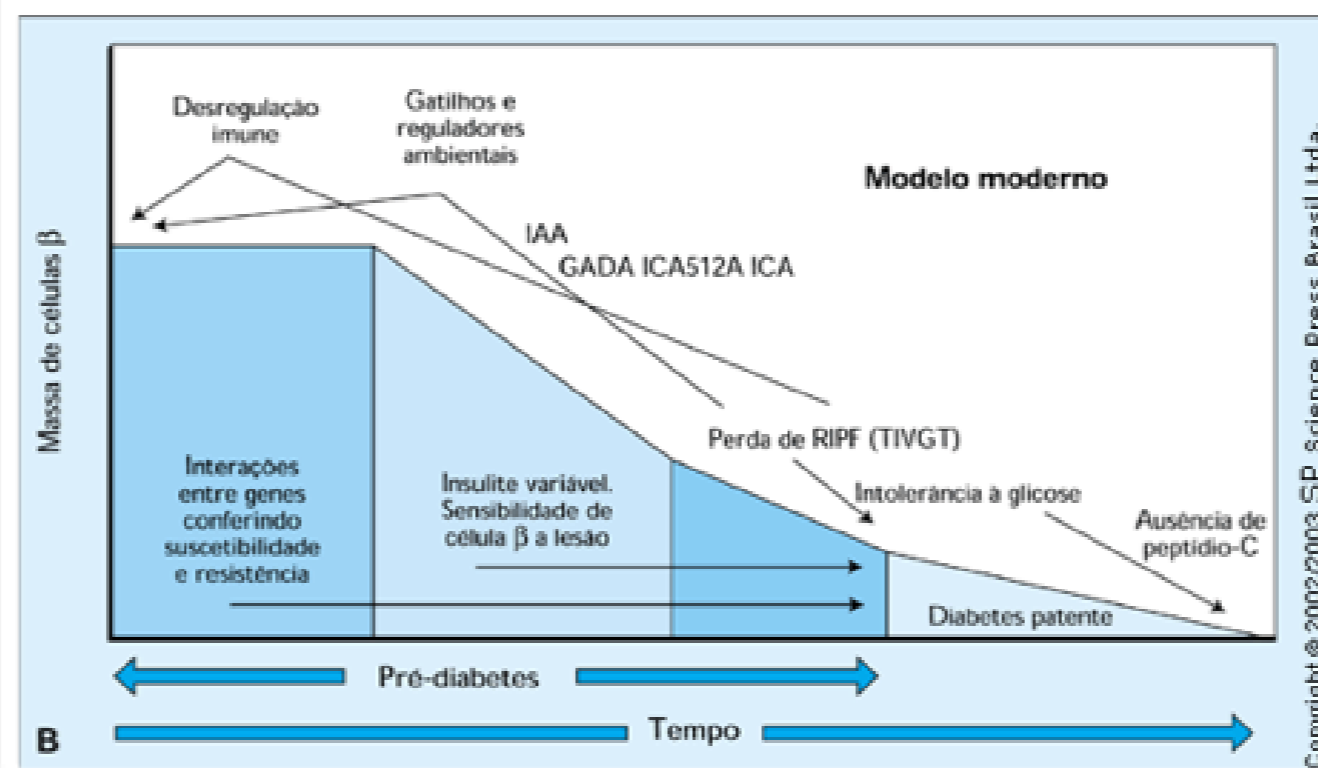 Desregulação
imune
Gatilhos e
reguladores
ambientais
Modelo moderno
IAA
GADA ICA512A ICA
Massa de células β
Perda de RIPF (TIVGT)
Interações
entre genes
conferindo
suscetibilidade
e resistência
Insulite variável.
Sensibilidade de
célula β a lesão
Intolerância à glicose
Ausência de
peptídio-C
Diabetes patente
Pré-diabetes
Tempo
B
Copyright © 2002/2003 SP Science Press Brasil Ltda.